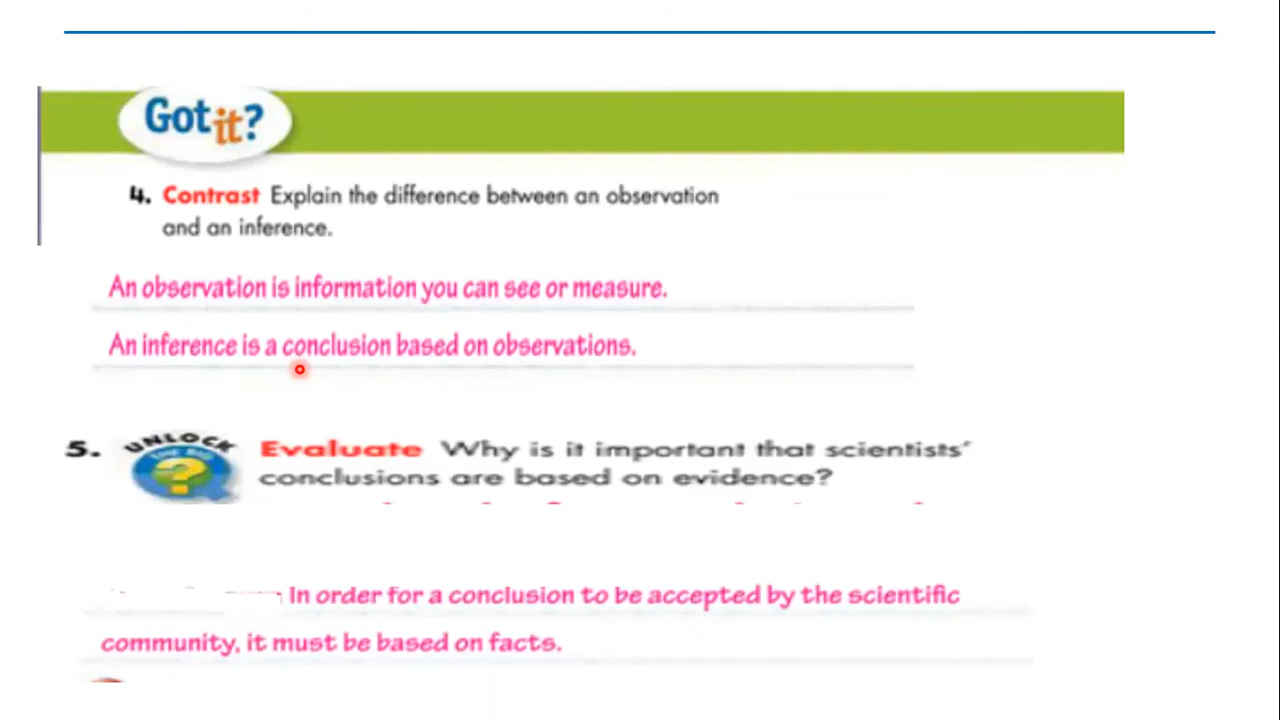 Got it?
4. Contrast Explain the difference between an observation
and an inference.
An observation is information you can see or measure.
An inference is a conclusion based on observations.
5. UNLOCK THE BIG ? Evaluate Why is it important that scientists'
conclusions are based on evidence?
In order for a conclusion to be accepted by the scientific
community, it must be based on facts.